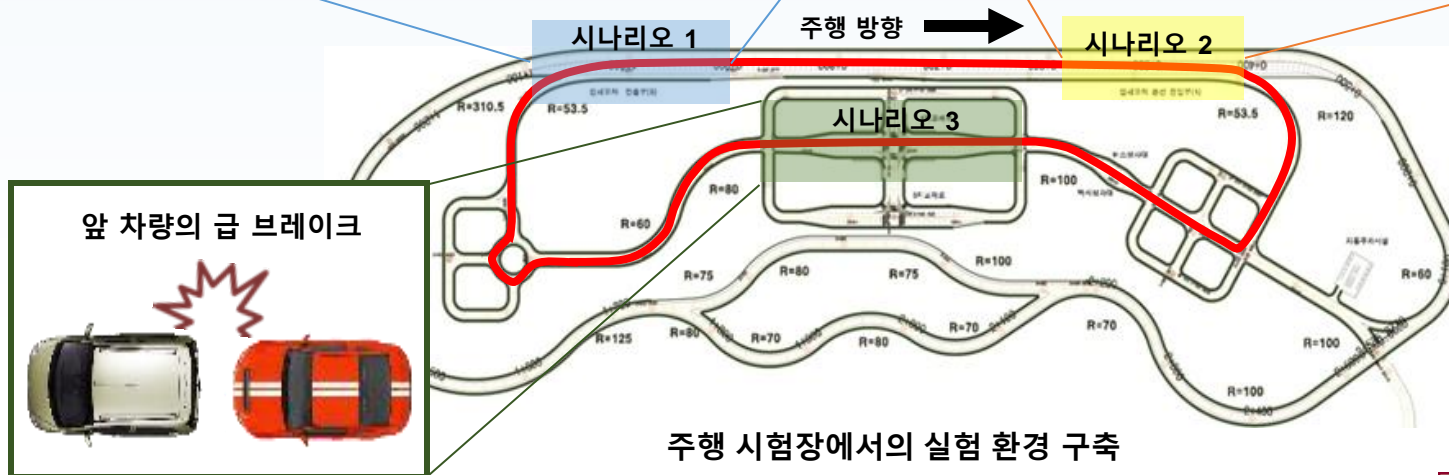 시나리오 1
주행 방향
시나리오 2
R=310.5
R=53.5
시나리오 3
R=53.5
R=120
앞 차량의 급 브레이크
R=80
R=100
R=60
R=75
R=80
R=75
R=100
R=60
R=125
R=80
R=70
R=80
R=70
R=70
R=100
R=100
2+400
주행 시험장에서의 실험 환경 구축